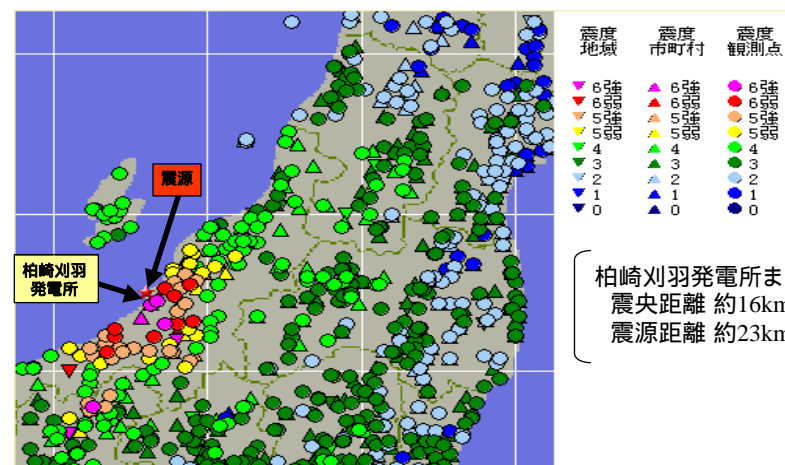 震度 震度 震度
地域 市町村 観測点
6強 6強 6強
6弱 6弱 6弱
5強 5強 5強
5弱 5弱 5弱
4 4 4
3 3 3
2 2 2
1 1 1
0 0 0
震源
柏崎刈羽
発電所
柏崎刈羽発電所ま
震央距離 約16km
震源距離 約23km